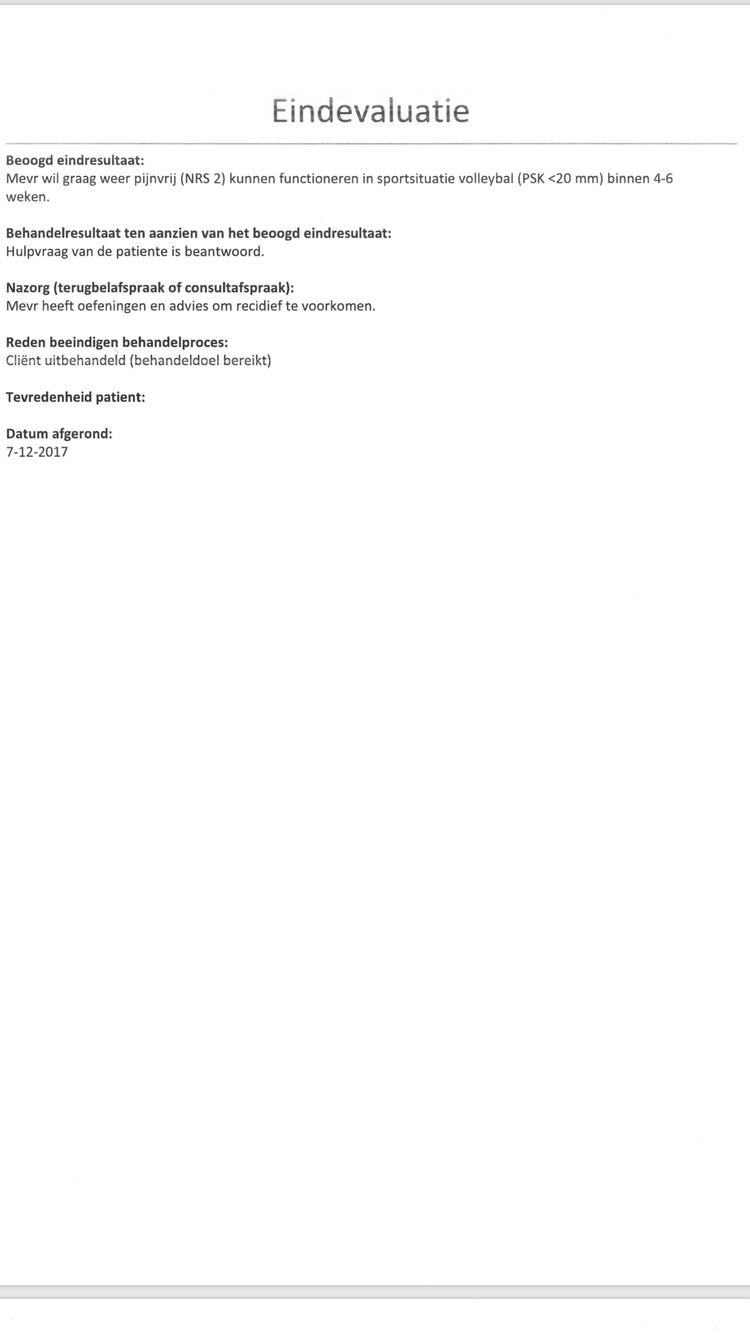 Eindevaluatie
Beoogd eindresultaat:
Mevr wil graag weer pijnvrij (NRS 2) kunnen functioneren in sportsituatie volleybal (PSK <20 mm) binnen 4-6
weken.
Behandelresultaat ten aanzien van het beoogd eindresultaat:
Hulpvraag van de patiente is beantwoord.
Nazorg (terugbelafspraak of consultafspraak):
Mevr heeft oefeningen en advies om recidief te voorkomen.
Reden beeindigen behandelproces:
Cliënt uitbehandeld (behandeldoel bereikt)
Tevredenheid patient:
Datum afgerond:
7-12-2017